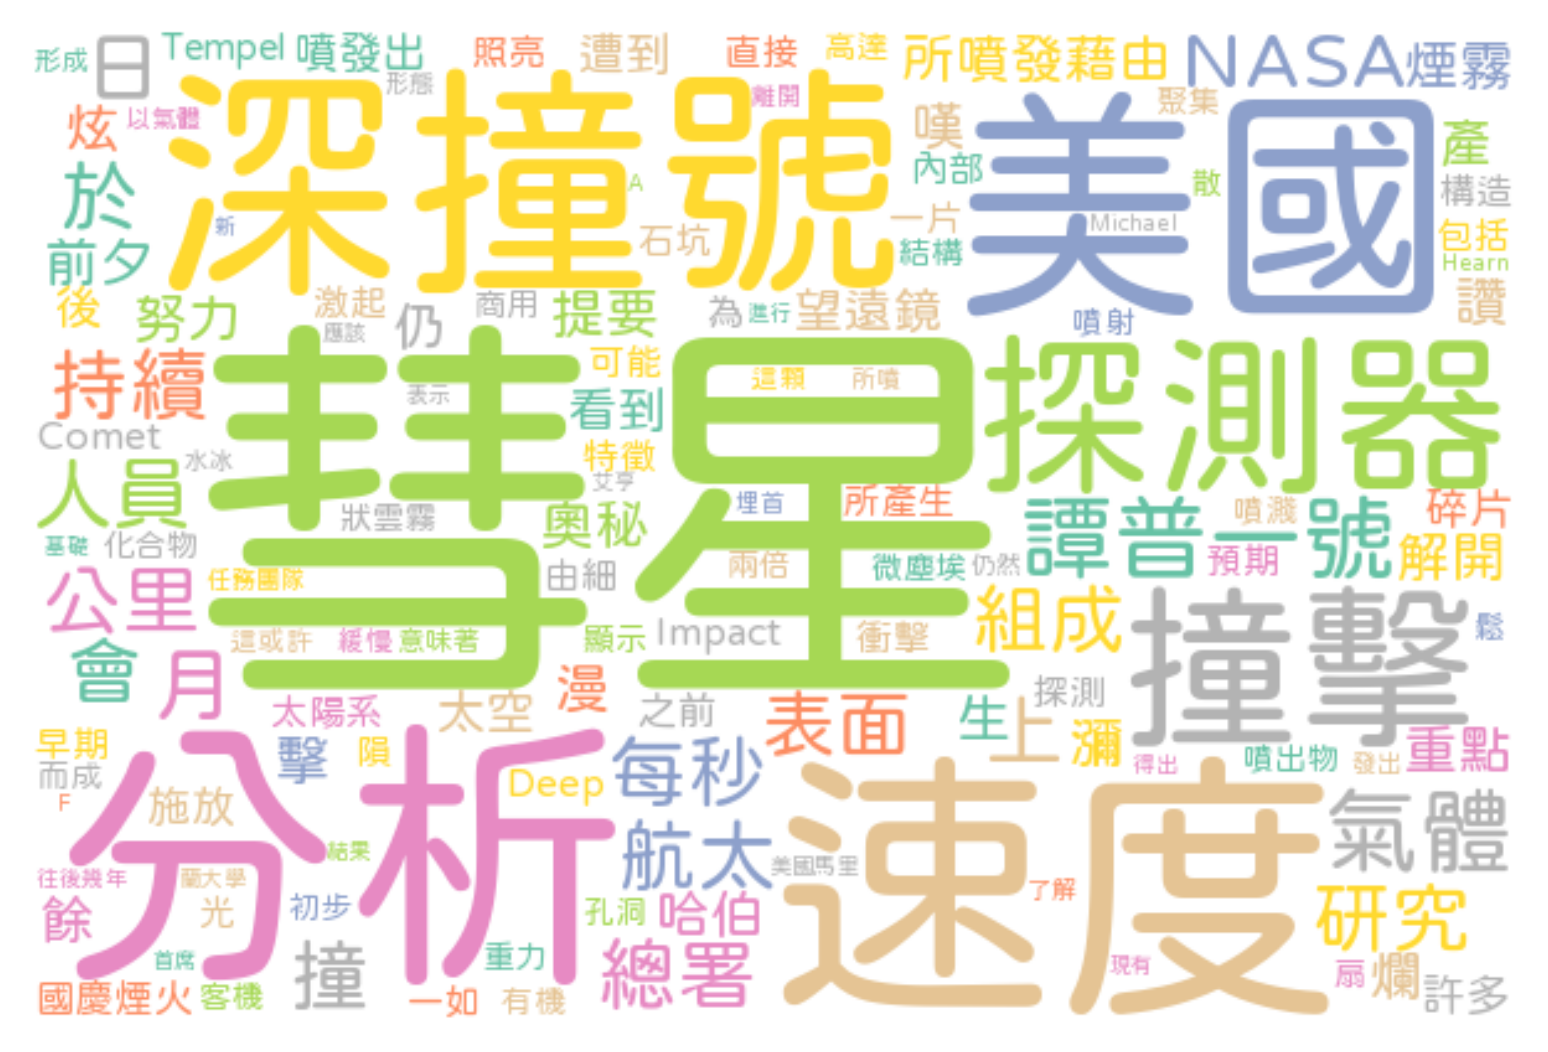 形成 日 Tempel 噴發出 照亮 遭到 直接 高達 所噴發藉由 NASA 煙霧
形態 離開 聚集
炫 以氣體 深撞號 嘆 美國 產
內部 散 構造
於 新 A 一片 Michael 包括
前夕 石坑 結構 Hearn
後 努力 激起 商用 提要 為 進行 望遠鏡 噴射 讚
應該 仍
持續 彗星 可能 這顆 所噴 探測器
表示 看到
Comet 水冰 特徵
人員 艾亨 埋首 所產生 碎片
狀雲霧 奧秘 譚普一號 噴濺
基礎 化合物 兩倍 微塵埃 仍然 預期 解開
公里 任務團隊 由細 組成 撞擊
這或許 緩慢 意味著 顯示 Impact 衝擊 鬆
會 月 漫 探測
太陽系 太空 之前 表面 生 上 瀰
早期 擊 隕 每秒 得出 噴出物 發出 重點
而成 分析 Deep 速度
F 施放 氣體
結果 航太 美國馬里
往後幾年 蘭大學 了解
餘 光 初步 孔洞 哈伯 研究
首席 撞 重力 總署 現有 扇 爛
國慶煙火 客機 一如 有機 許多